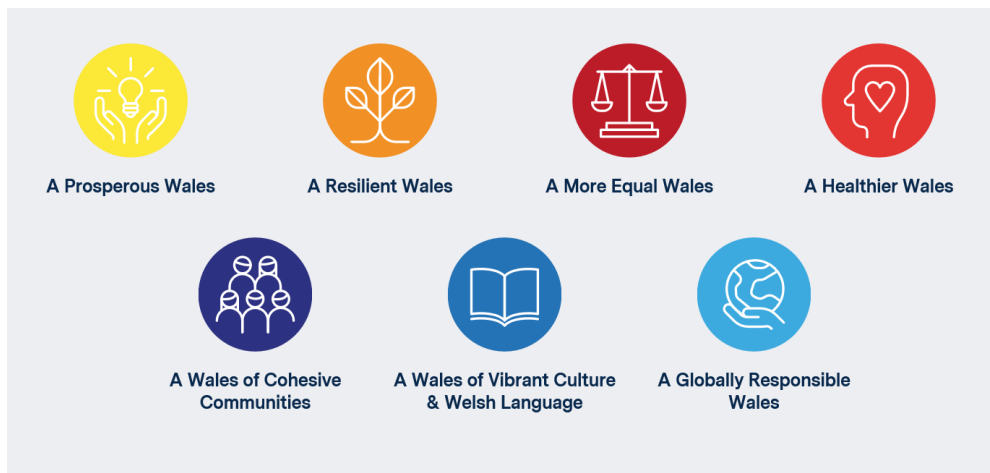 A Prosperous Wales
A Resilient Wales
A More Equal Wales
A Healthier Wales
A Wales of Cohesive
Communities
A Wales of Vibrant Culture
& Welsh Language
A Globally Responsible
Wales